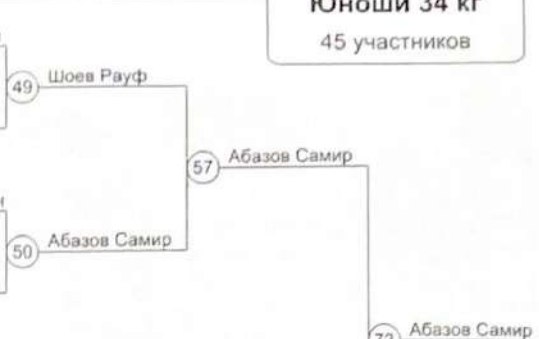 Юноши 34 кг
45 участников
49 Шоев Рауф
57 Абазов Самир
50 Абазов Самир
Абазов Самир